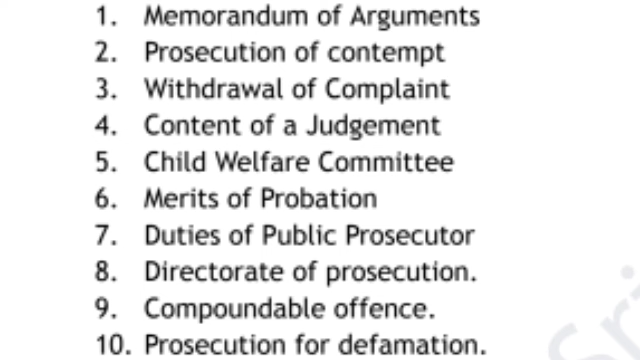 1. Memorandum of Arguments
2. Prosecution of contempt
3. Withdrawal of Complaint
4. Content of a Judgement
5. Child Welfare Committee
6. Merits of Probation
7. Duties of Public Prosecutor
8. Directorate of prosecution.
9. Compoundable offence.
10. Prosecution for defamation.
Sri